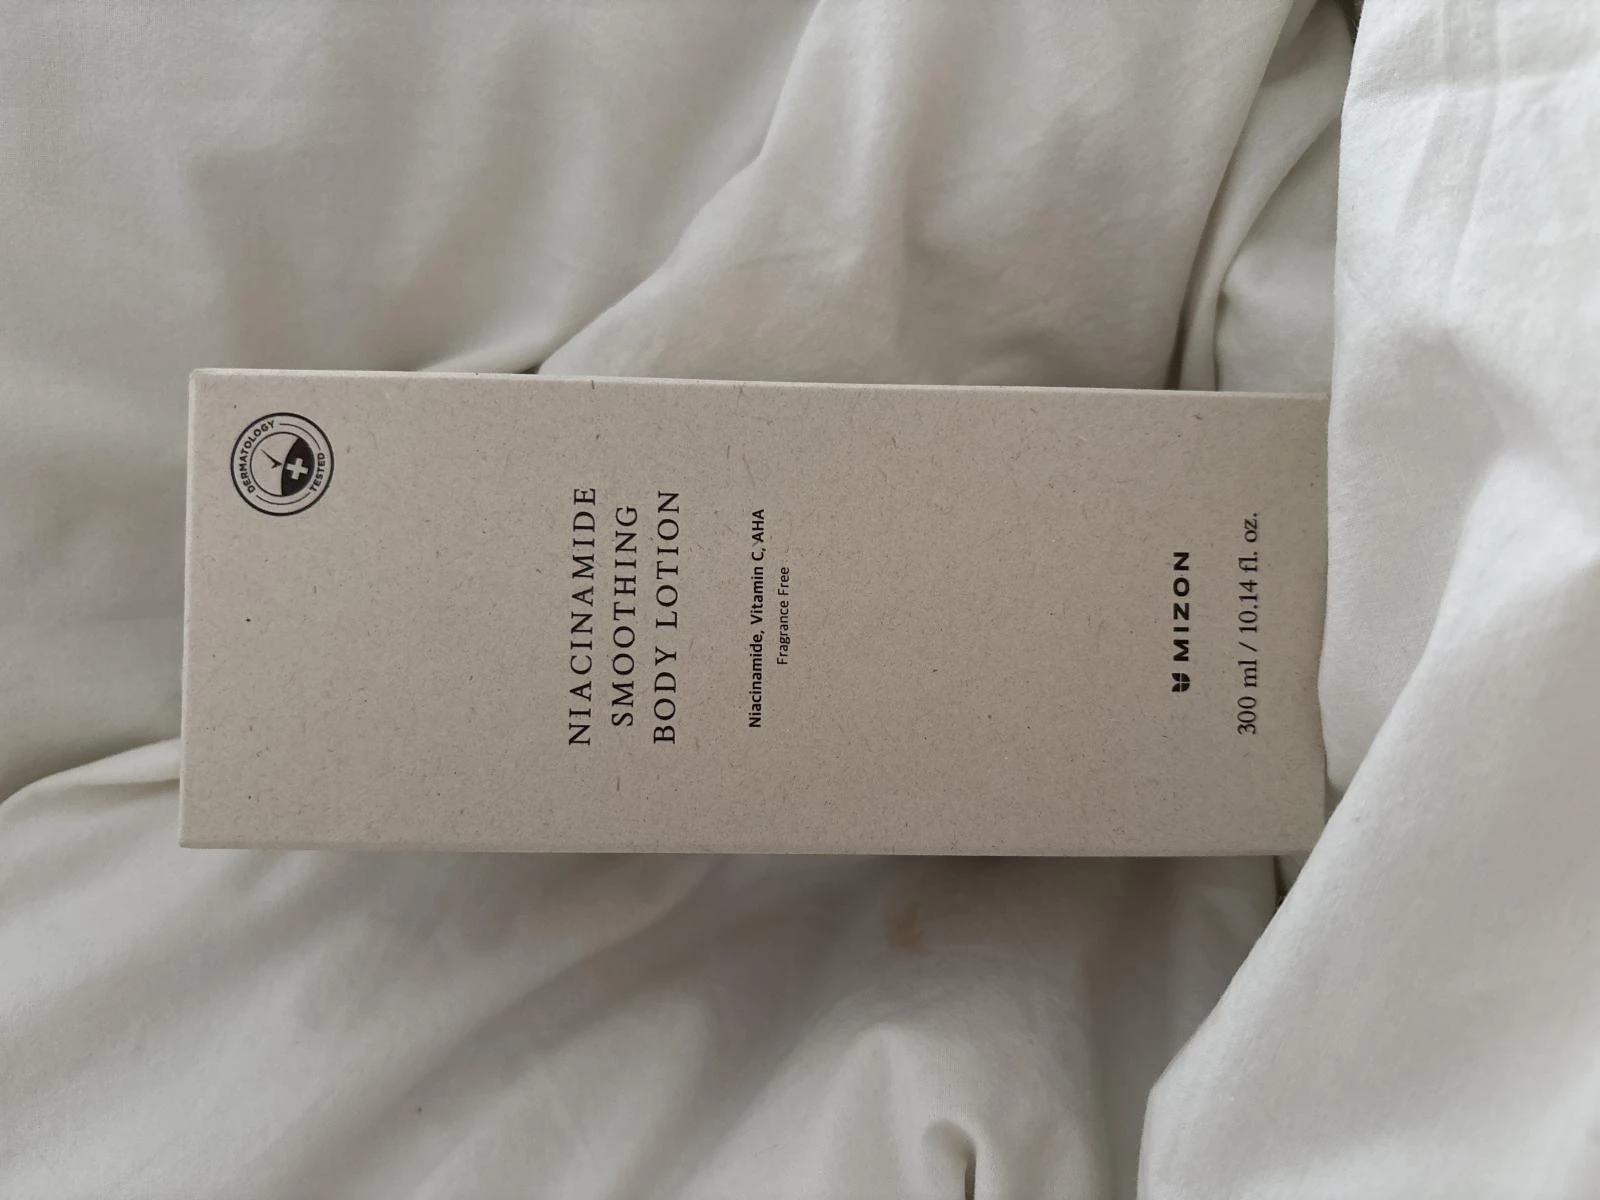 DERMATOLOGY
TESTED
NIACINAMIDE
SMOOTHING
BODY LOTION
Niacinamide, Vitamin C, AHA
Fragrance Free
MIZON
300 ml / 10.14 fl. oz.